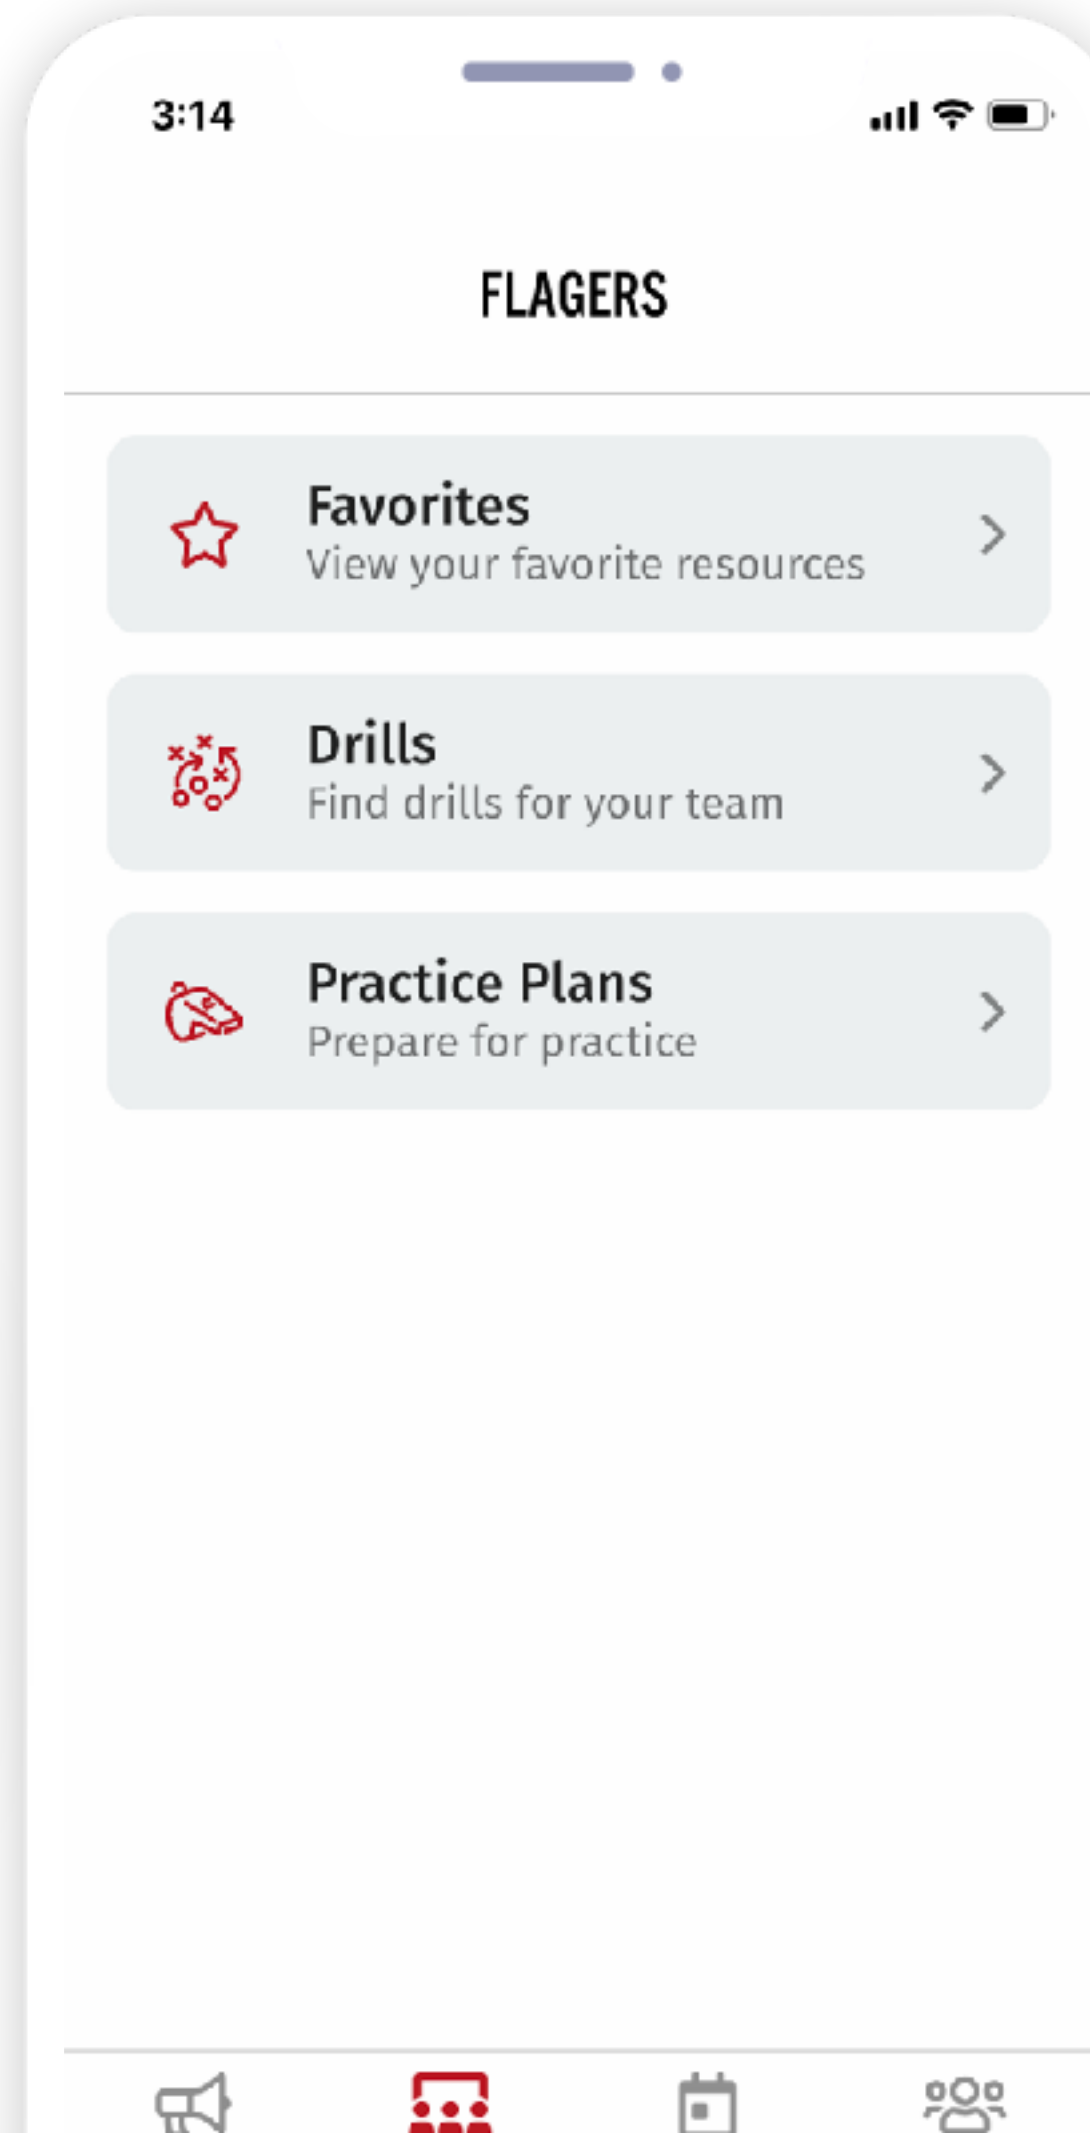 3:14
FLAGERS
Favorites
View your favorite resources
Drills
Find drills for your team
Practice Plans
Prepare for practice